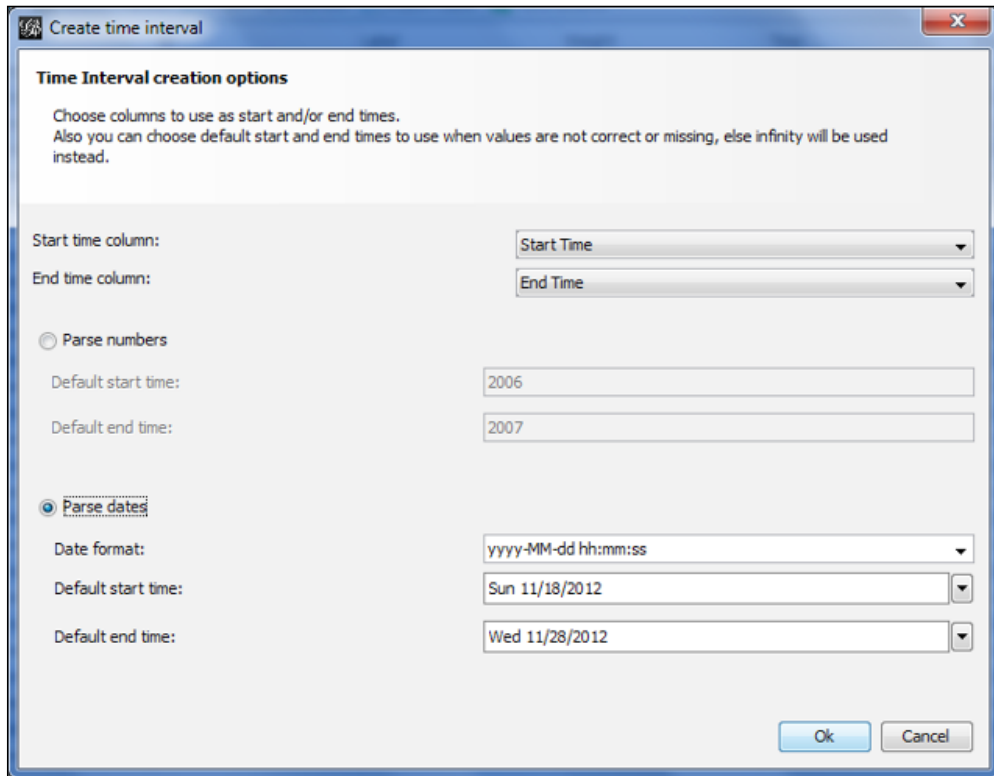 Create time interval
Time Interval creation options
Choose columns to use as start and/or end times.
Also you can choose default start and end times to use when values are not correct or missing, else infinity will be used
instead.
Start time column:
Start Time
End time column:
End Time
Parse numbers
Default start time:
2006
Default end time:
2007
Parse dates
Date format:
yyyy-MM-dd hh:mm:ss
Default start time:
Sun 11/18/2012
Default end time:
Wed 11/28/2012
Ok
Cancel